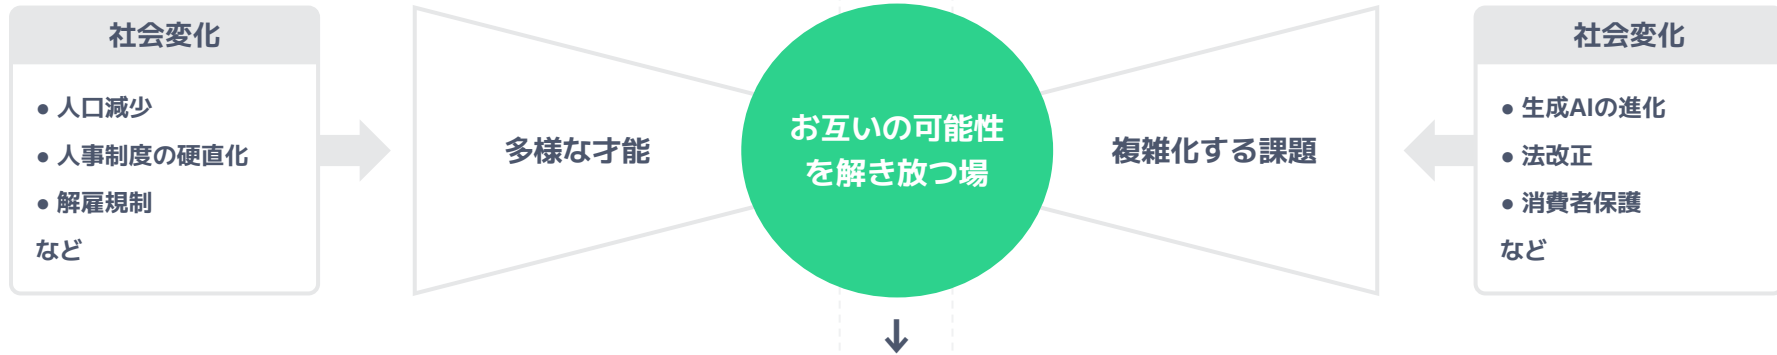 社会変化
● 人口減少
● 人事制度の硬直化
● 解雇規制
など
多様な才能
お互いの可能性
を解き放つ場
複雑化する課題
社会変化
● 生成AIの進化
● 法改正
● 消費者保護
など